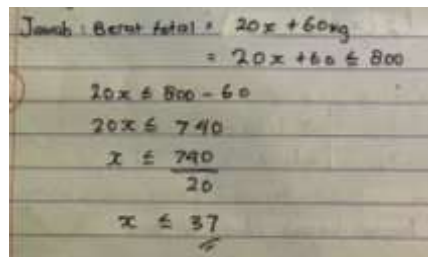 Jawab : Berat total = 20x + 60kg
= 20x + 60 ≤ 800
20x ≤ 800 - 60
20x ≤ 740
x ≤ 740
20
x ≤ 37